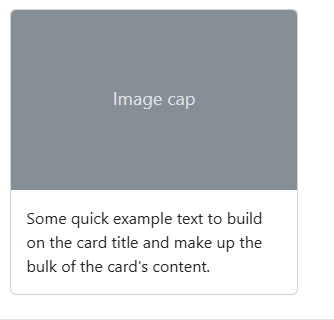 Image cap
Some quick example text to build
on the card title and make up the
bulk of the card's content.